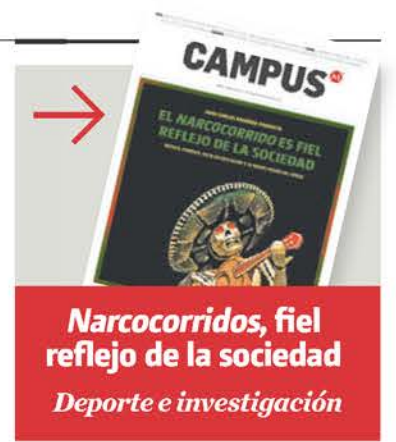 CAMPUS
EL NARCOCORRIDO ES FIEL
REFLEJO DE LA SOCIEDAD
Narcocorridos, fiel
reflejo de la sociedad
Deporte e investigación